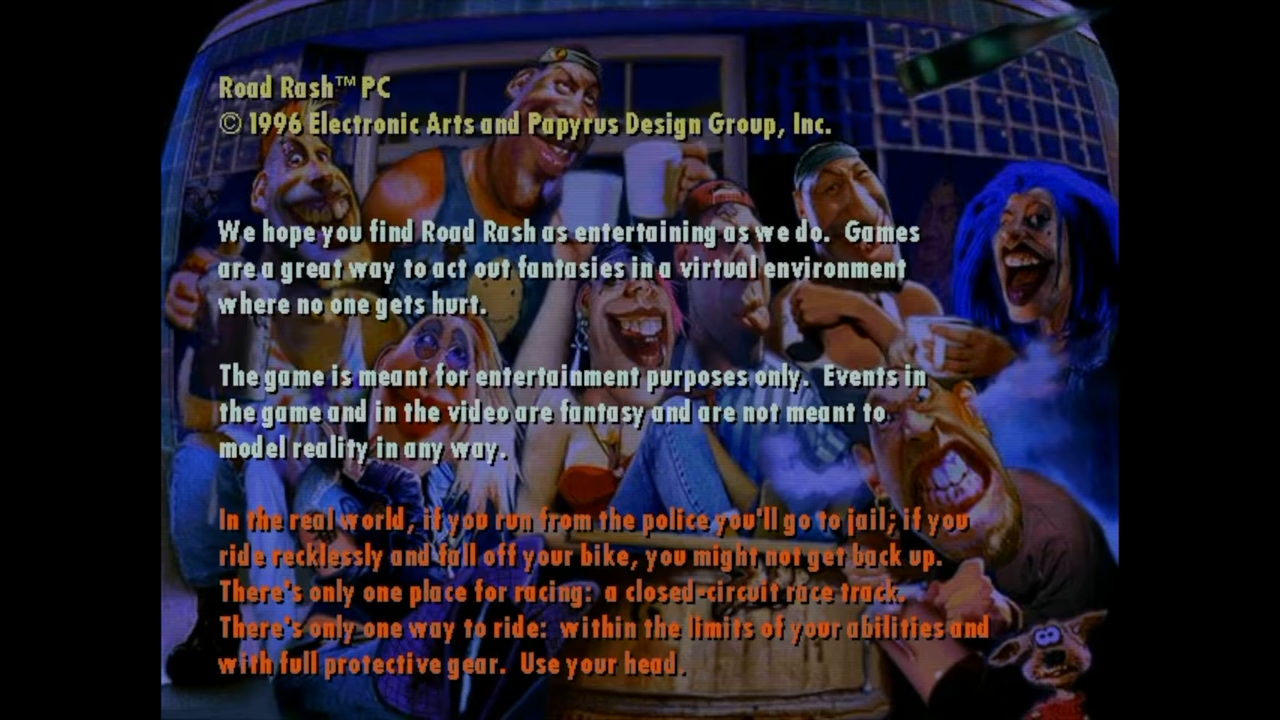 Road Rash™ PC
© 1996 Electronic Arts and Papyrus Design Group, Inc.
We hope you find Road Rash as entertaining as we do. Games
are a great way to act out fantasies in a virtual environment
where no one gets hurt.
The game is meant for entertainment purposes only. Events in
the game and in the video are fantasy and are not meant to
model reality in any way.
In the real world, if you run from the police you'll go to jail; if you
ride recklessly and fall off your bike, you might not get back up.
There's only one place for racing: a closed-circuit race track.
There's only one way to ride: within the limits of your abilities and
with full protective gear. Use your head.